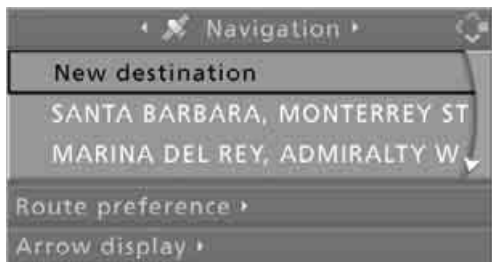 Navigation
New destination
SANTA BARBARA, MONTERREY ST
MARINA DEL REY, ADMIRALTY W
Route preference
Arrow display